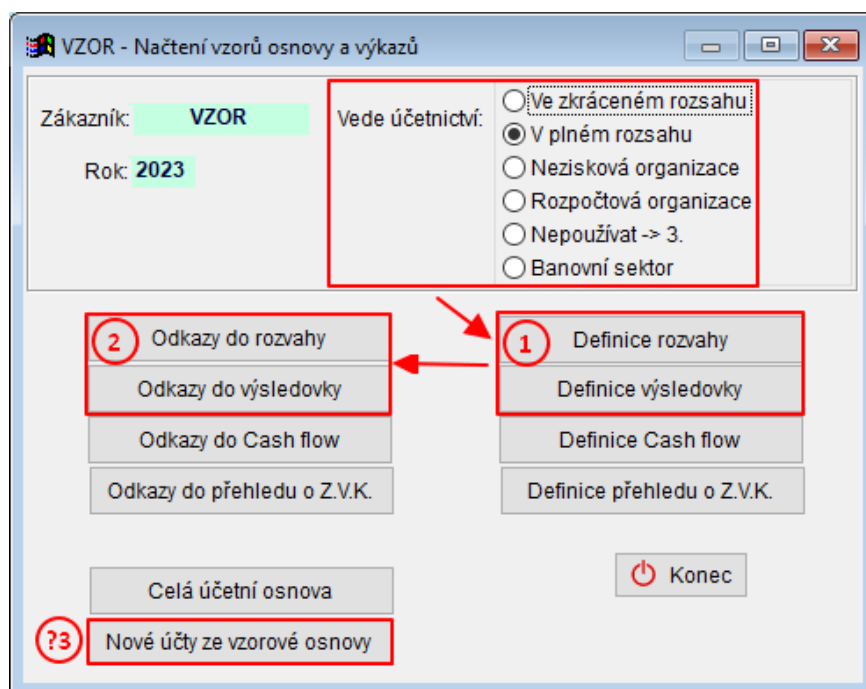 VZOR - Načtení vzorů osnovy a výkazů
Zákazník: VZOR
Rok: 2023
Vede účetnictví:
Ve zkráceném rozsahu
V plném rozsahu
Nezisková organizace
Rozpočtová organizace
Nepoužívat -> 3.
Banovní sektor
2 Odkazy do rozvahy
1 Definice rozvahy
Odkazy do výsledovky
Definice výsledovky
Odkazy do Cash flow
Definice Cash flow
Odkazy do přehledu o Z.V.K.
Definice přehledu o Z.V.K.
Konec
Celá účetní osnova
?3 Nové účty ze vzorové osnovy